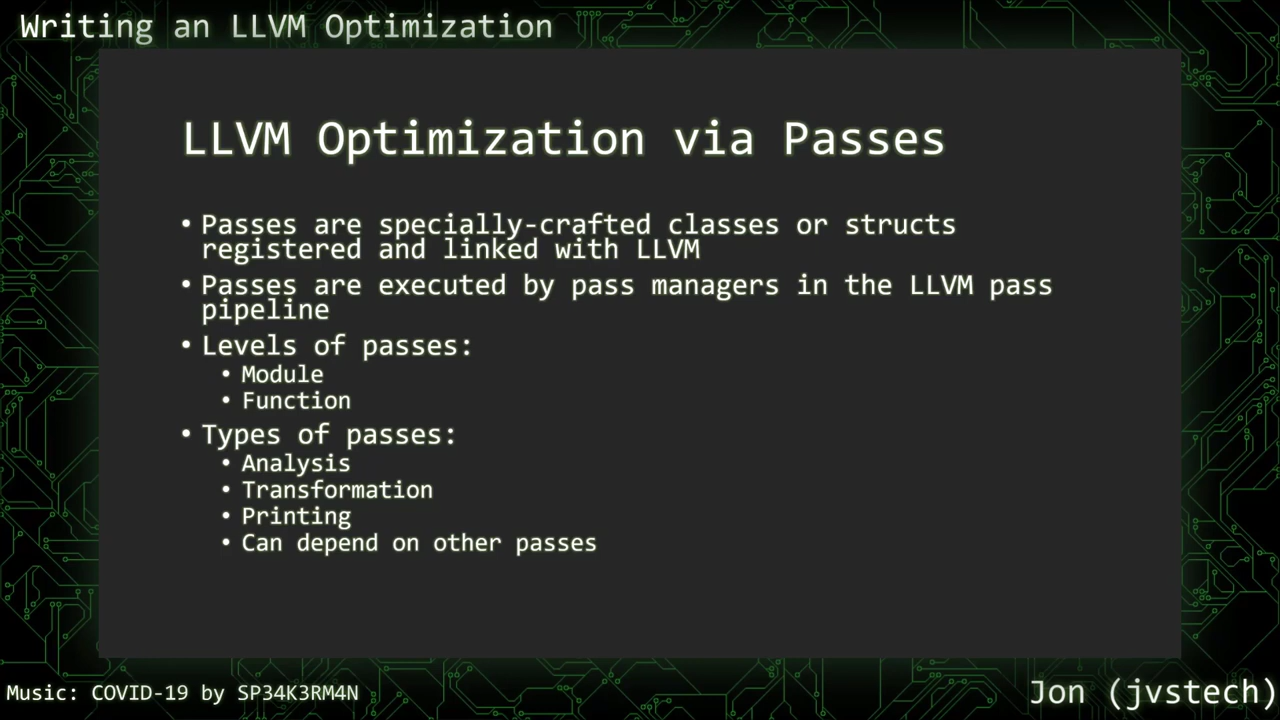 Writing an LLVM Optimization
LLVM Optimization via Passes
• Passes are specially-crafted classes or structs
registered and linked with LLVM
• Passes are executed by pass managers in the LLVM pass
pipeline
• Levels of passes:
• Module
• Function
• Types of passes:
• Analysis
• Transformation
• Printing
• Can depend on other passes
Music: COVID-19 by SP34K3RM4N
Jon (jvstech)